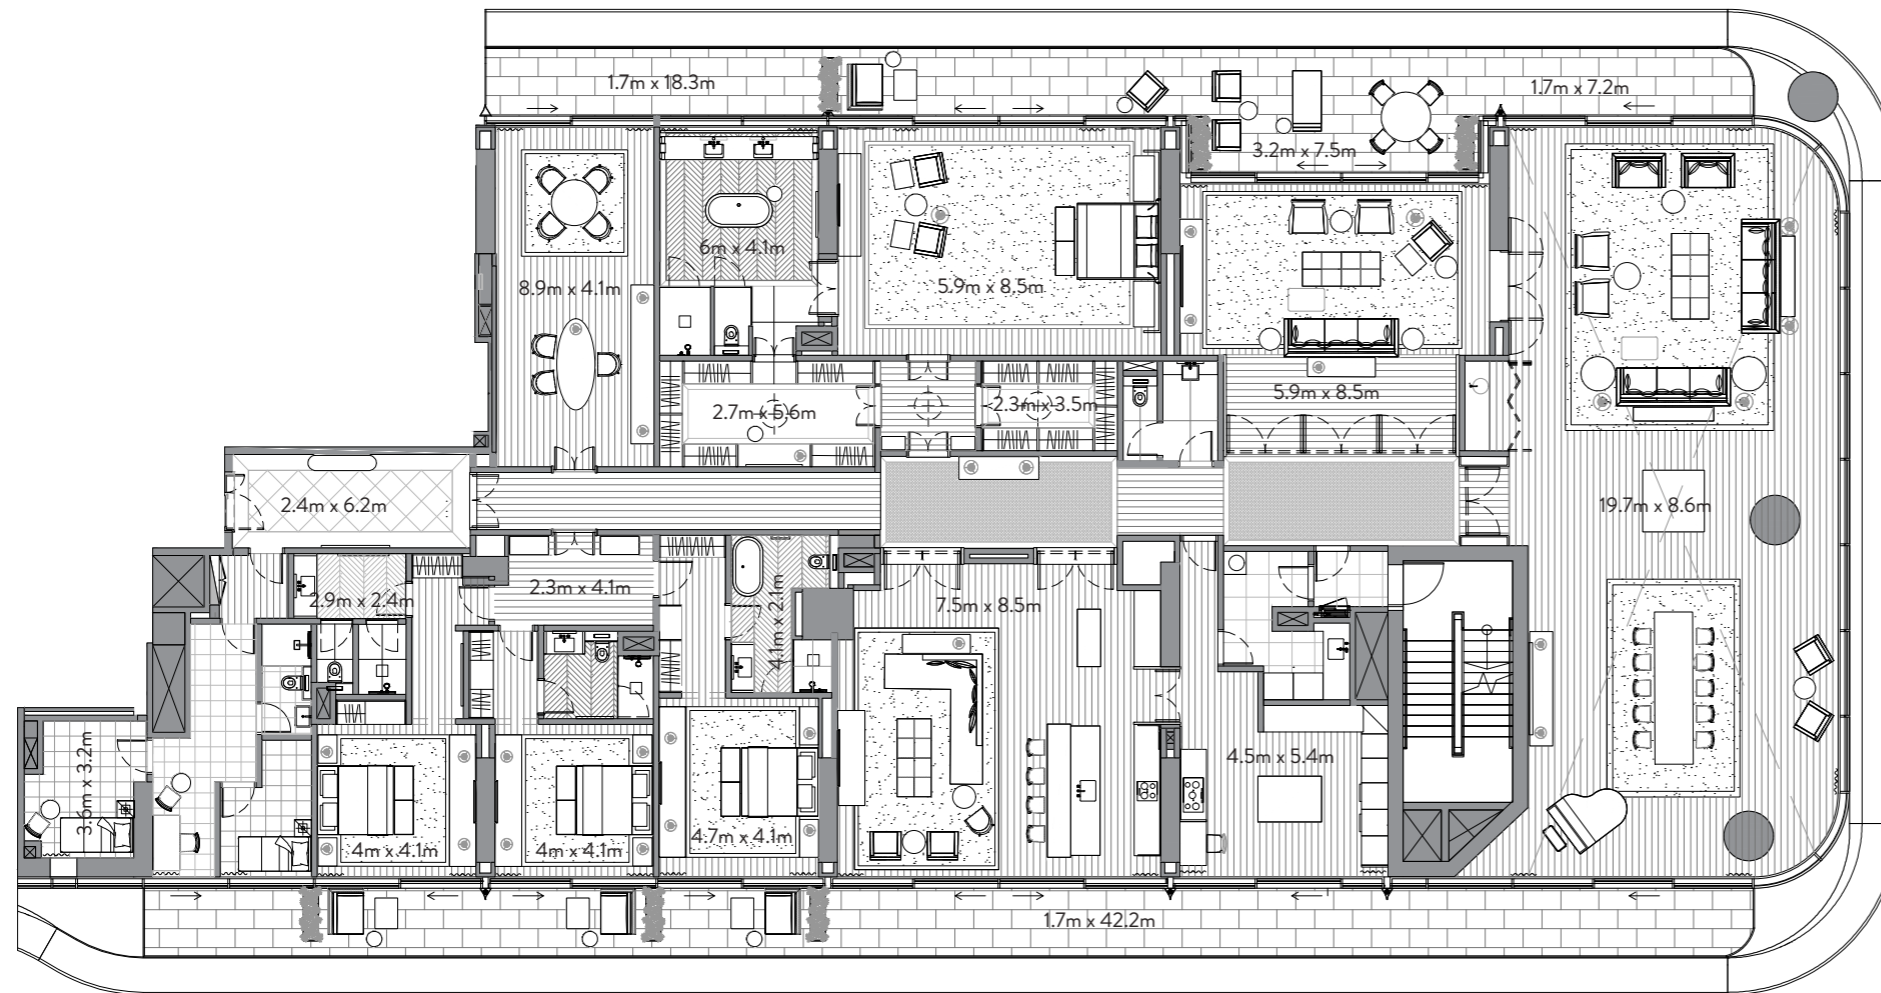 1.7m x 18.3m
1.7m x 7.2m
3.2m x 7.5m
6m x 4.1m
8.9m x 4.1m
5.9m x 8.5m
2.7m x 5.6m
2.3m x 3.5m
5.9m x 8.5m
2.4m x 6.2m
19.7m x 8.6m
2.9m x 2.4m
2.3m x 4.1m
4.1m x 2.1m
7.5m x 8.5m
3.6m x 3.2m
4.5m x 5.4m
4m x 4.1m
4m x 4.1m
4.7m x 4.1m
1.7m x 42.2m